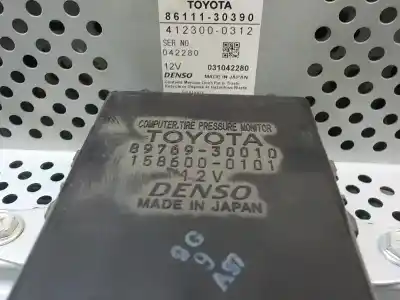 TOYOTA
86111-30390
412300-0312
SER NO.
042280
12V 031042280
DENSO MADE IN JAPAN
COMPUTER,TIRE PRESSURE MONITOR
TOYOTA
89769-30010
158600-0101
12V
DENSO
MADE IN JAPAN